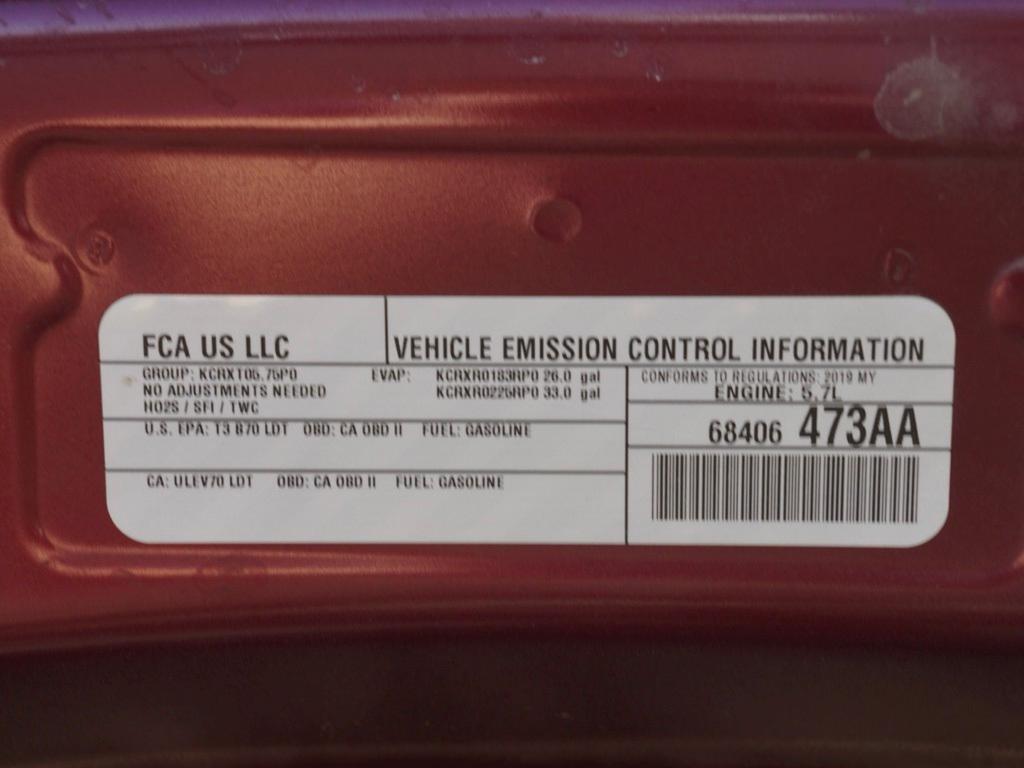 FCA US LLC
VEHICLE EMISSION CONTROL INFORMATION
GROUP: KCRXT05.75P0
NO ADJUSTMENTS NEEDED
HO2S / SFI / TWC
EVAP: KCRXR0183RP0 26.0 gal
KCRXR0225RP0 33.0 gal
CONFORMS TO REGULATIONS: 2019 MY
ENGINE: 5.7L
U.S. EPA: T3 B70 LDT OBD: CA OBD II FUEL: GASOLINE
68406 473AA
CA: ULEV70 LDT OBD: CA OBD II FUEL: GASOLINE